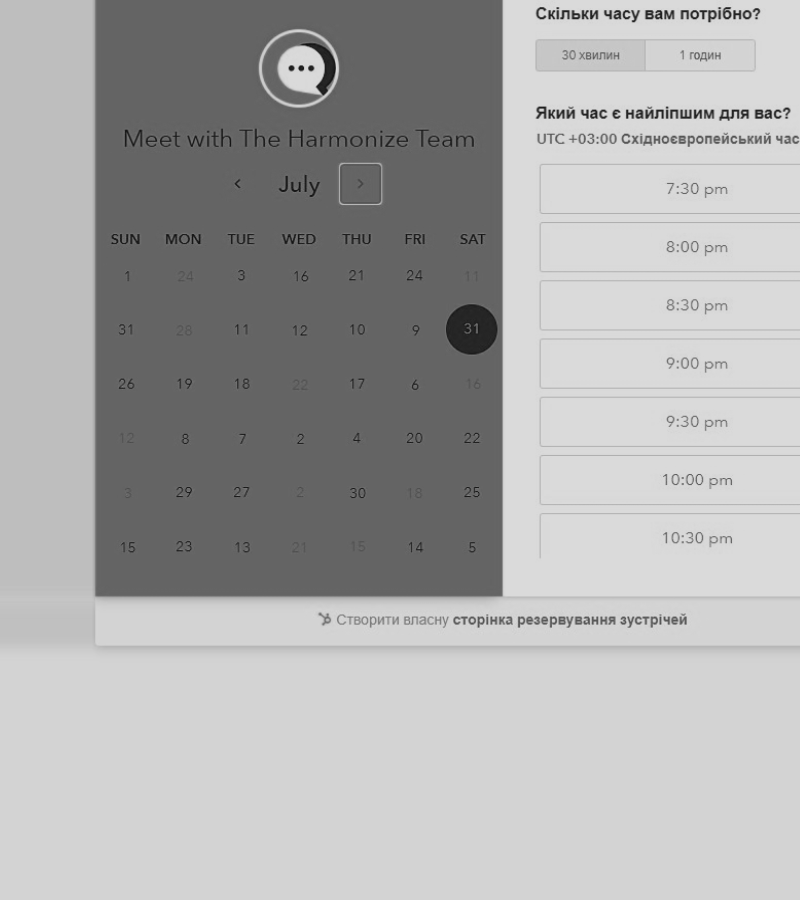 Meet with The Harmonize Team
July
SUN MON TUE WED THU FRI SAT
1 24 3 16 21 24 11
31 28 11 12 10 9 31
26 19 18 22 17 6 16
12 8 7 2 4 20 22
3 29 27 2 30 18 25
15 23 13 21 15 14 5
Скільки часу вам потрібно?
30 хвилин 1 годин
Який час є найліпшим для вас?
UTC +03:00 Східноєвропейський час
7:30 pm
8:00 pm
8:30 pm
9:00 pm
9:30 pm
10:00 pm
10:30 pm
Створити власну сторінка резервування зустрічей